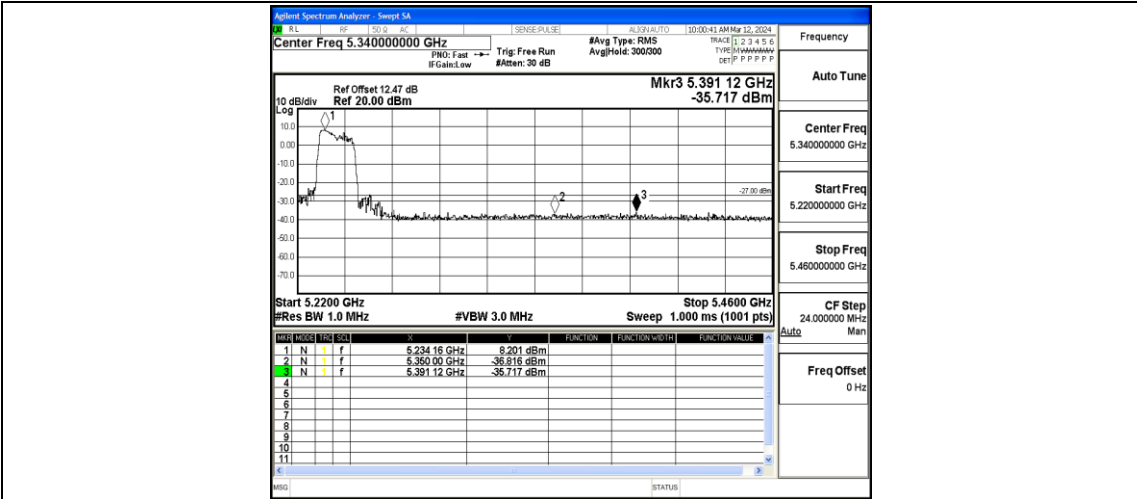 Agilent Spectrum Analyzer - Swept SA
RL RF 50 Ω AC SENSE:PULSE ALIGN AUTO 10:00:41 AM Mar 12, 2024
Center Freq 5.340000000 GHz
#Avg Type: RMS
Avg|Hold: 300/300
PNO: Fast
IFGain:Low
Trig: Free Run
#Atten: 30 dB
TRACE 1 2 3 4 5 6
TYPE M
DET P P P P P P
Mkr3 5.391 12 GHz
-35.717 dBm
Ref Offset 12.47 dB
10 dB/div Ref 20.00 dBm
Log
10.0
0.00
-10.0
-20.0
-30.0
-40.0
-50.0
-60.0
-70.0
1
2
3
-27.00 dBm
Start 5.2200 GHz Stop 5.4600 GHz
#Res BW 1.0 MHz #VBW 3.0 MHz Sweep 1.000 ms (1001 pts)
MKR MODE TRC SCL X Y FUNCTION FUNCTION WIDTH FUNCTION VALUE
1 N 1 f 5.234 16 GHz 8.201 dBm
2 N 1 f 5.350 00 GHz -36.816 dBm
3 N 1 f 5.391 12 GHz -35.717 dBm
4
5
6
7
8
9
10
11
MSG STATUS
Frequency
Auto Tune
Center Freq
5.340000000 GHz
Start Freq
5.220000000 GHz
Stop Freq
5.460000000 GHz
CF Step
24.000000 MHz
Auto Man
Freq Offset
0 Hz